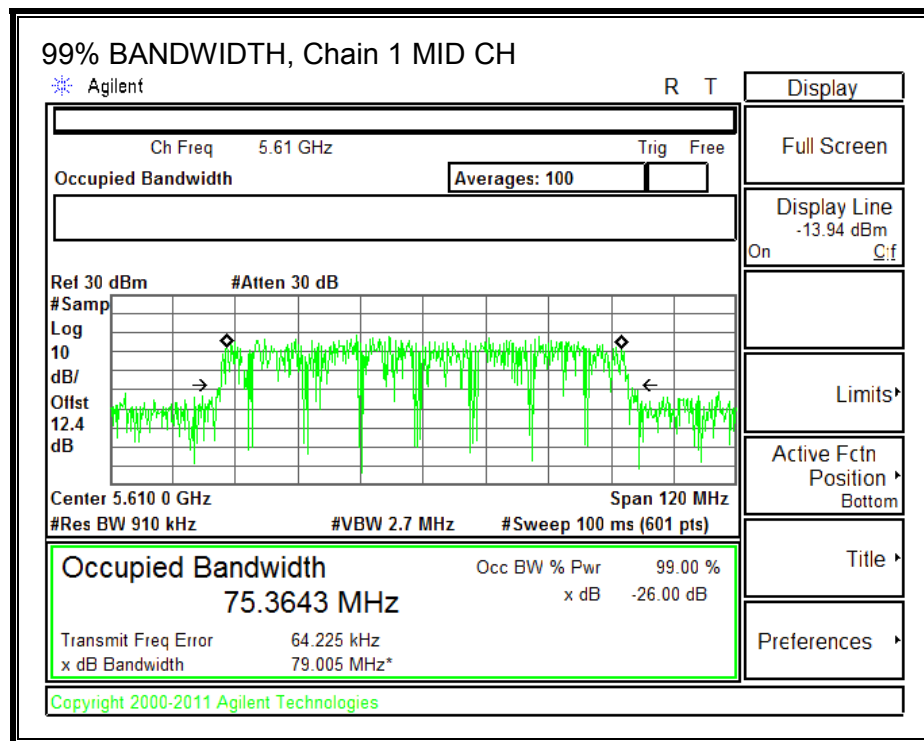 99% BANDWIDTH, Chain 1 MID CH
Agilent R T
Display
Ch Freq 5.61 GHz Trig Free
Occupied Bandwidth Averages: 100
Ref 30 dBm #Atten 30 dB
#Samp
Log
10
dB/
Offst
12.4
dB
Center 5.610 0 GHz Span 120 MHz
#Res BW 910 kHz #VBW 2.7 MHz #Sweep 100 ms (601 pts)
Occupied Bandwidth Occ BW % Pwr 99.00 %
75.3643 MHz x dB -26.00 dB
Transmit Freq Error 64.225 kHz
x dB Bandwidth 79.005 MHz*
Copyright 2000-2011 Agilent Technologies
Full Screen
Display Line
-13.94 dBm
On
Limits
Active Fctn
Position
Bottom
Title
Preferences